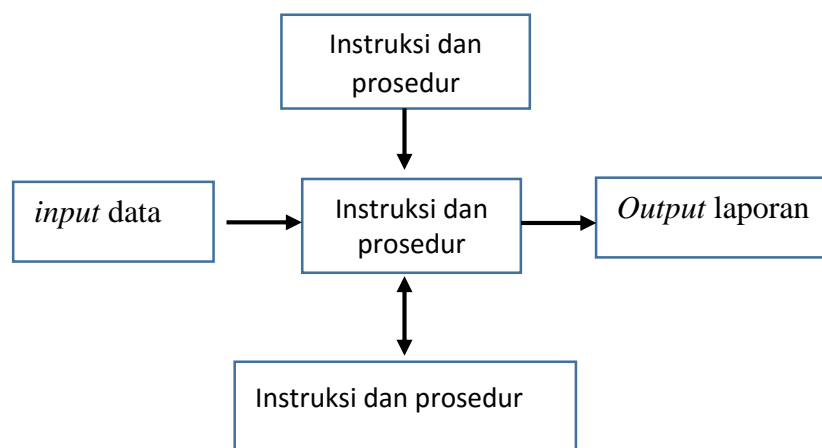 Instruksi dan
prosedur
input data
Instruksi dan
prosedur
Output laporan
Instruksi dan prosedur